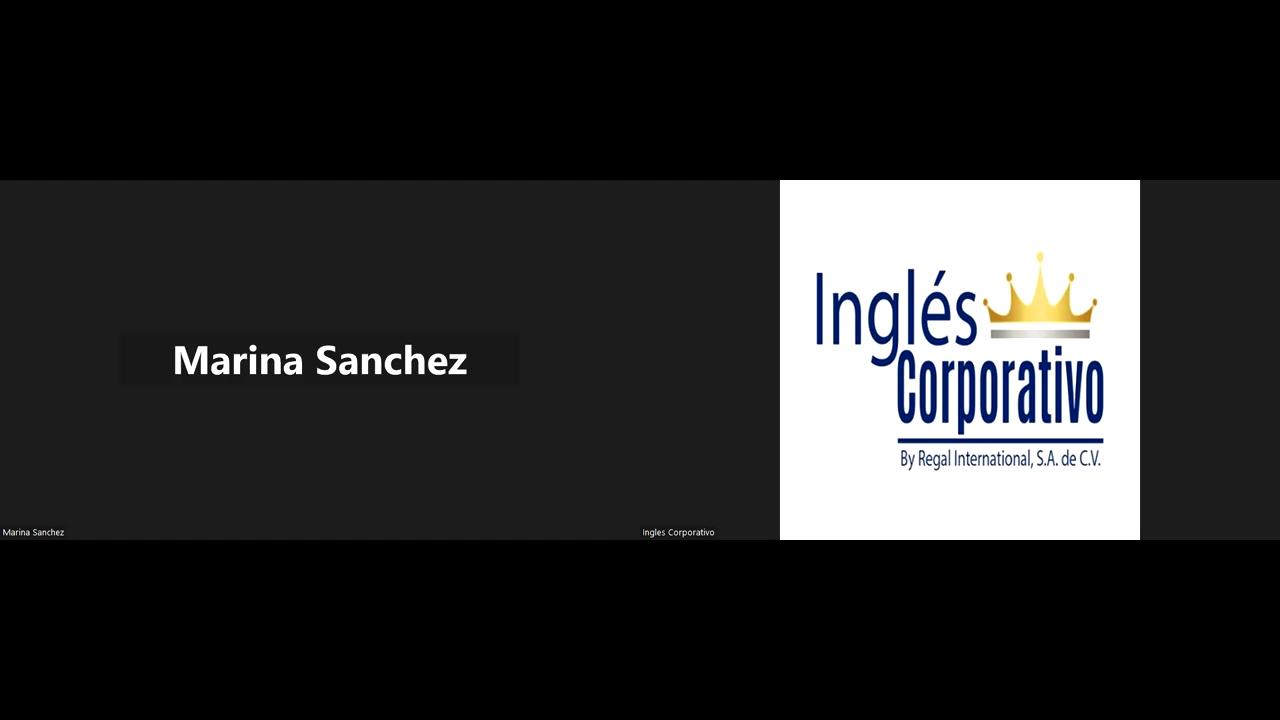 Marina Sanchez
Marina Sanchez
Inglés
Corporativo
By Regal International, S.A. de C.V.
Ingles Corporativo